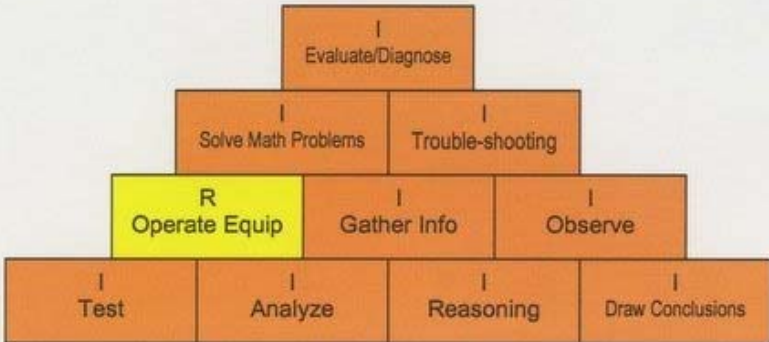 I
Evaluate/Diagnose
I
Solve Math Problems
I
Trouble-shooting
R
Operate Equip
I
Gather Info
I
Observe
I
Test
I
Analyze
I
Reasoning
I
Draw Conclusions